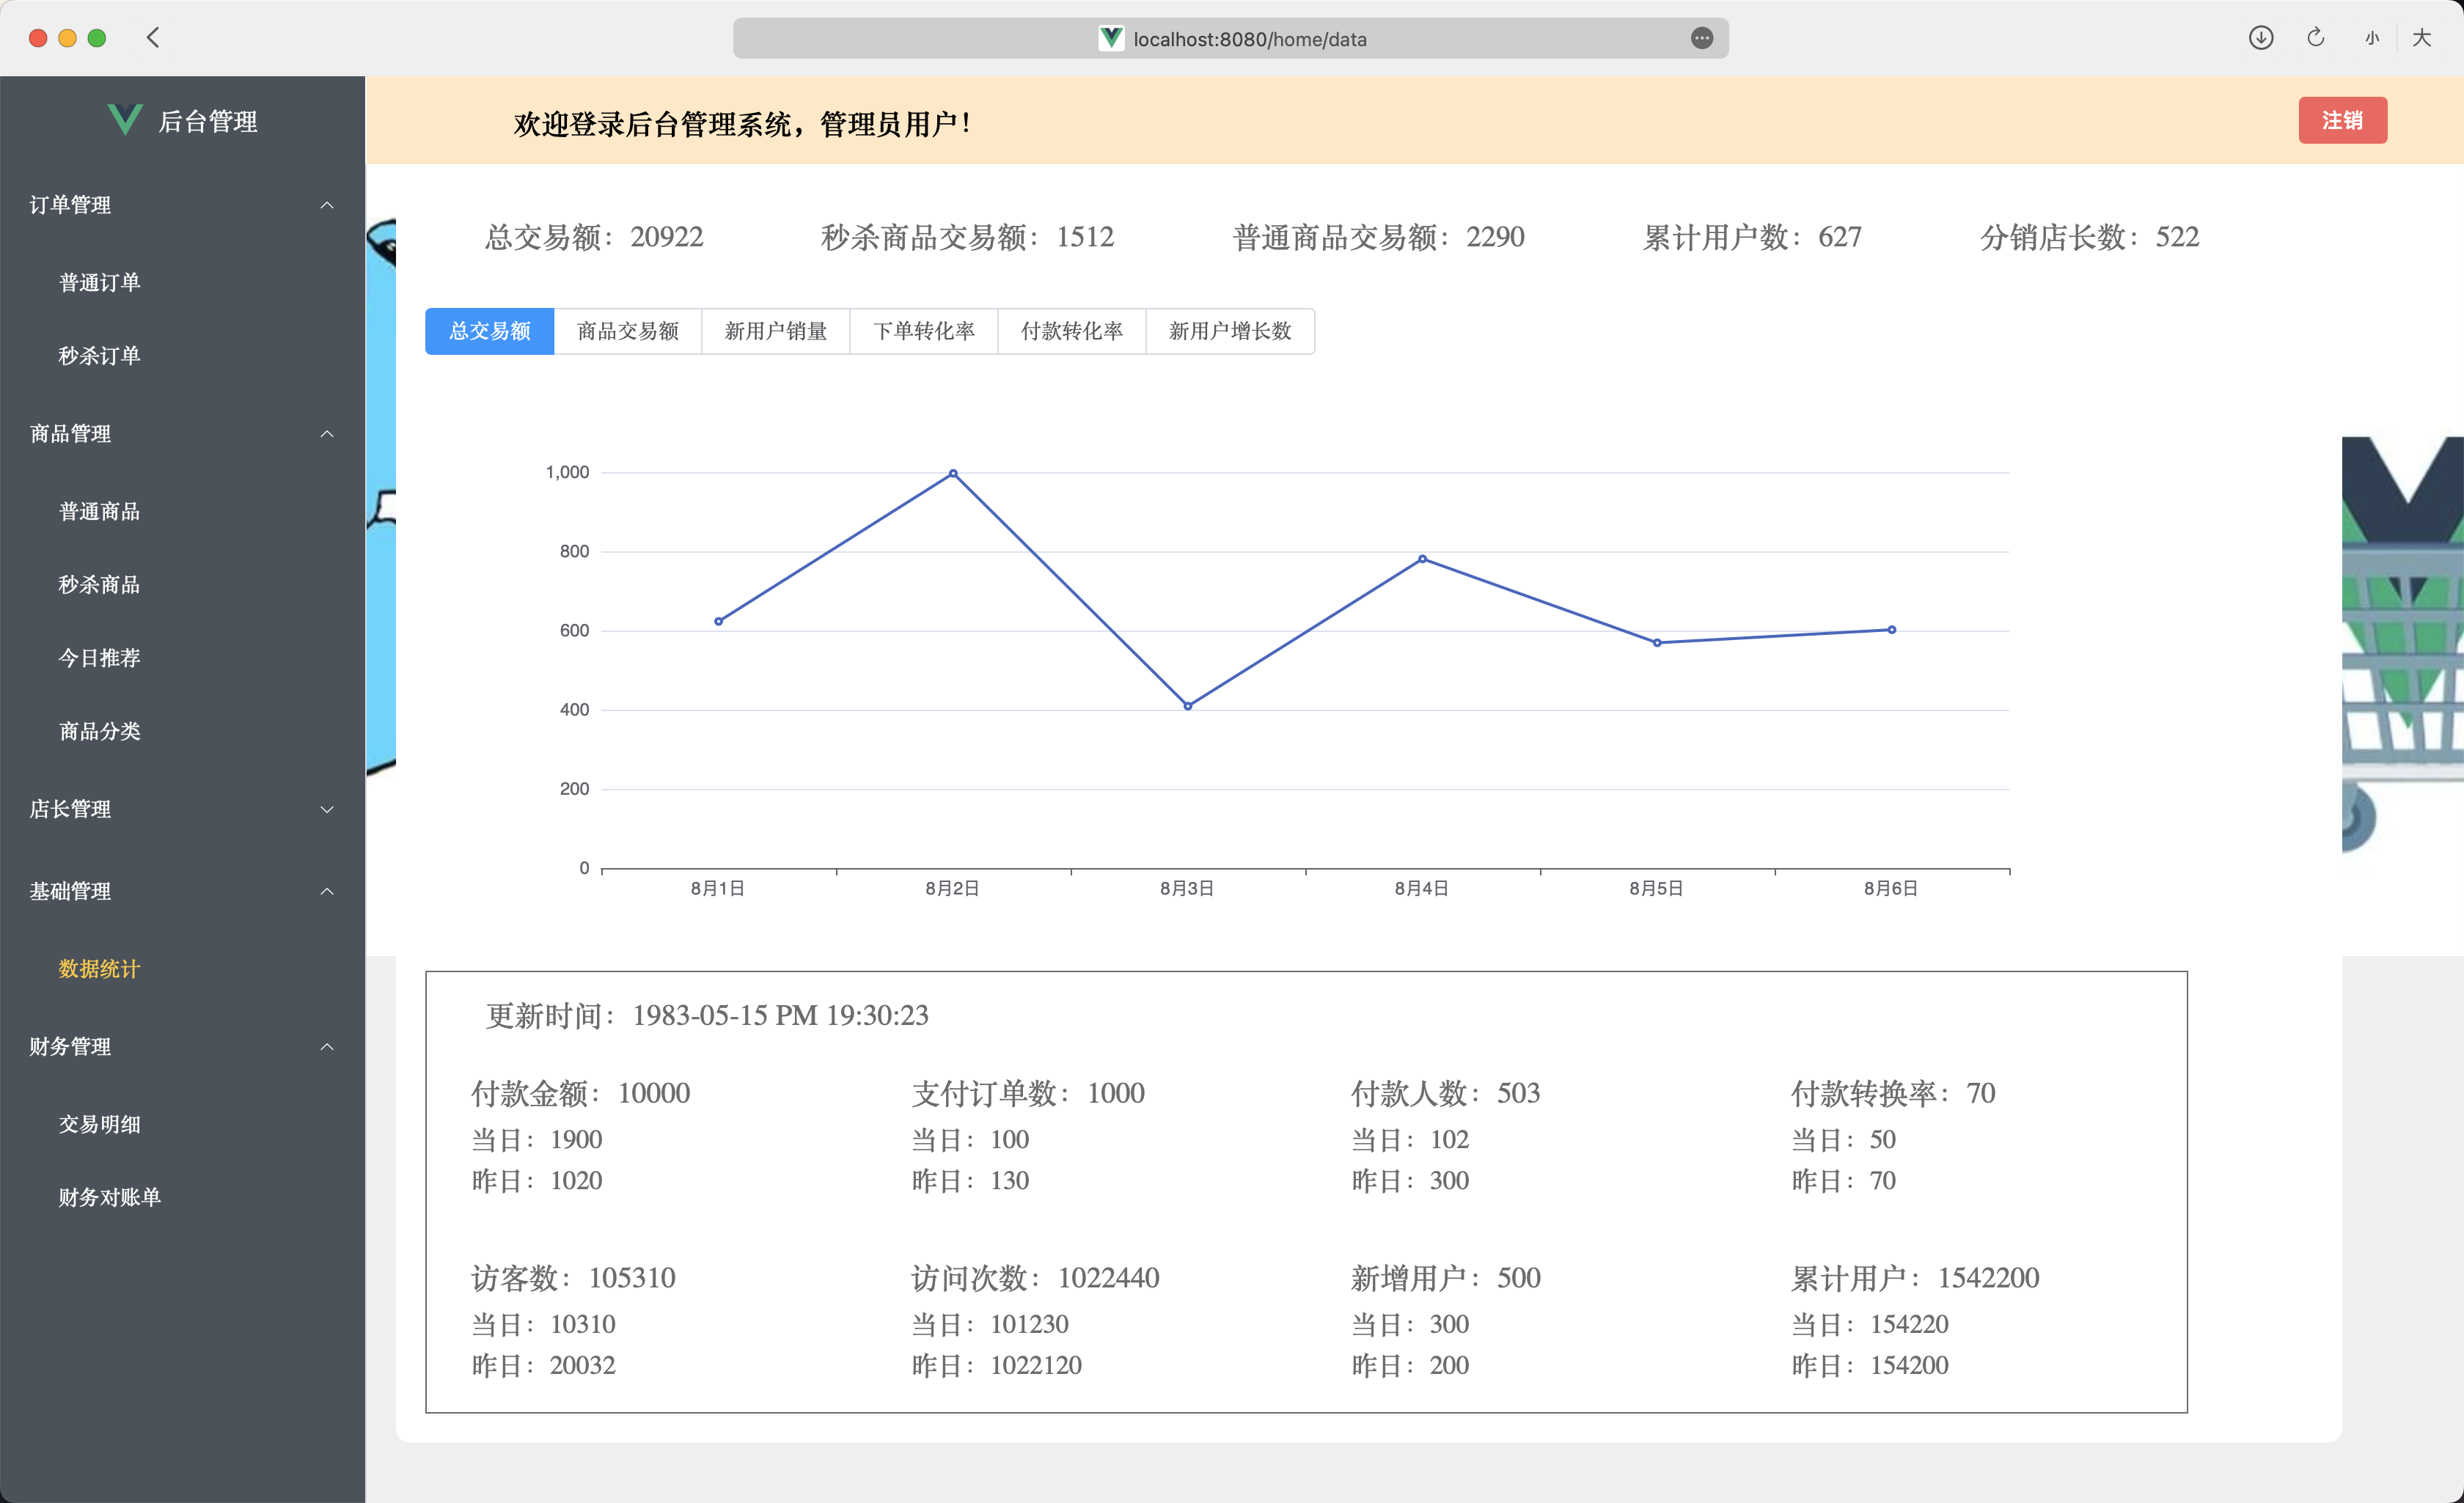 localhost:8080/home/data
小
大
后台管理
订单管理
普通订单
秒杀订单
商品管理
普通商品
秒杀商品
今日推荐
商品分类
店长管理
基础管理
数据统计
财务管理
交易明细
财务对账单
欢迎登录后台管理系统，管理员用户！
注销
总交易额：20922 秒杀商品交易额：1512 普通商品交易额：2290 累计用户数：627 分销店长数：522
总交易额 商品交易额 新用户销量 下单转化率 付款转化率 新用户增长数
1,000
800
600
400
200
0
8月1日 8月2日 8月3日 8月4日 8月5日 8月6日
更新时间：1983-05-15 PM 19:30:23
付款金额：10000 支付订单数：1000 付款人数：503 付款转换率：70
当日：1900 当日：100 当日：102 当日：50
昨日：1020 昨日：130 昨日：300 昨日：70
访客数：105310 访问次数：1022440 新增用户：500 累计用户：1542200
当日：10310 当日：101230 当日：300 当日：154220
昨日：20032 昨日：1022120 昨日：200 昨日：154200